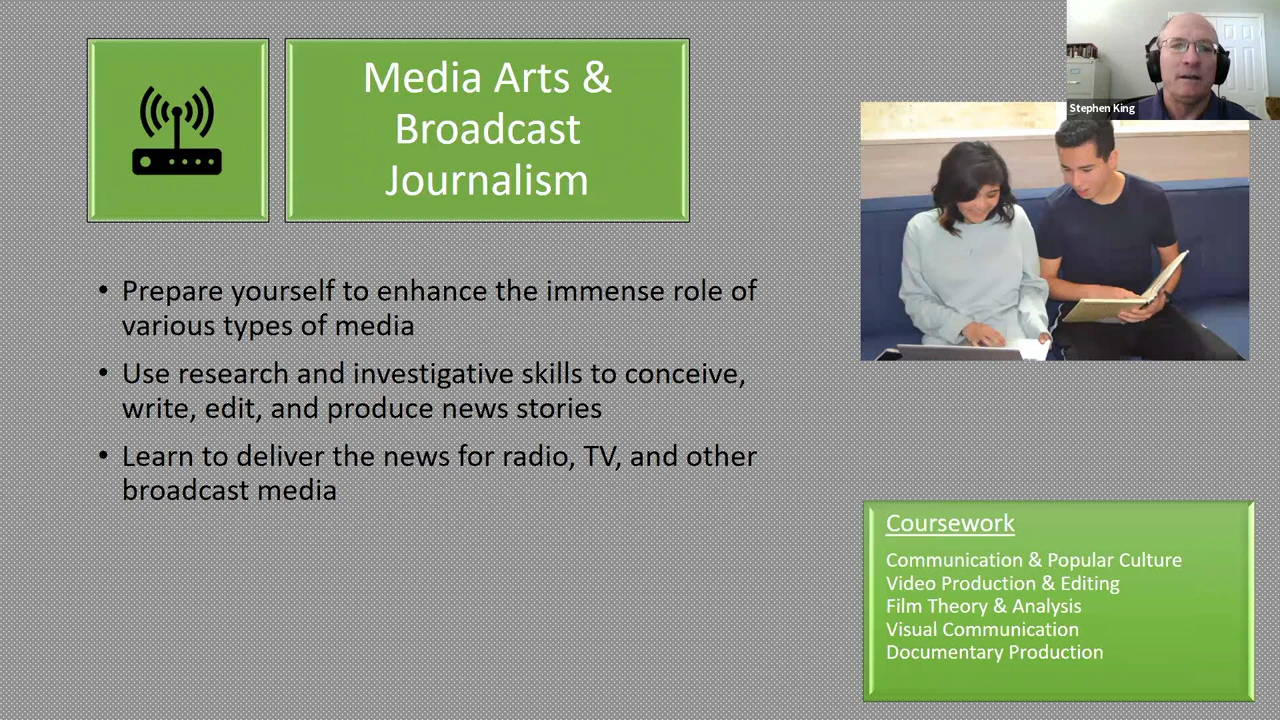 Media Arts &
Broadcast
Journalism
Stephen King
• Prepare yourself to enhance the immense role of
various types of media
• Use research and investigative skills to conceive,
write, edit, and produce news stories
• Learn to deliver the news for radio, TV, and other
broadcast media
Coursework
Communication & Popular Culture
Video Production & Editing
Film Theory & Analysis
Visual Communication
Documentary Production